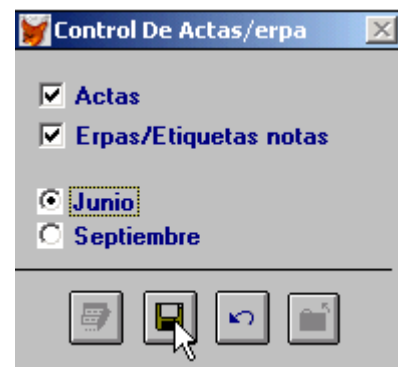 Control De Actas/erpa
Actas
Erpas/Etiquetas notas
Junio
Septiembre